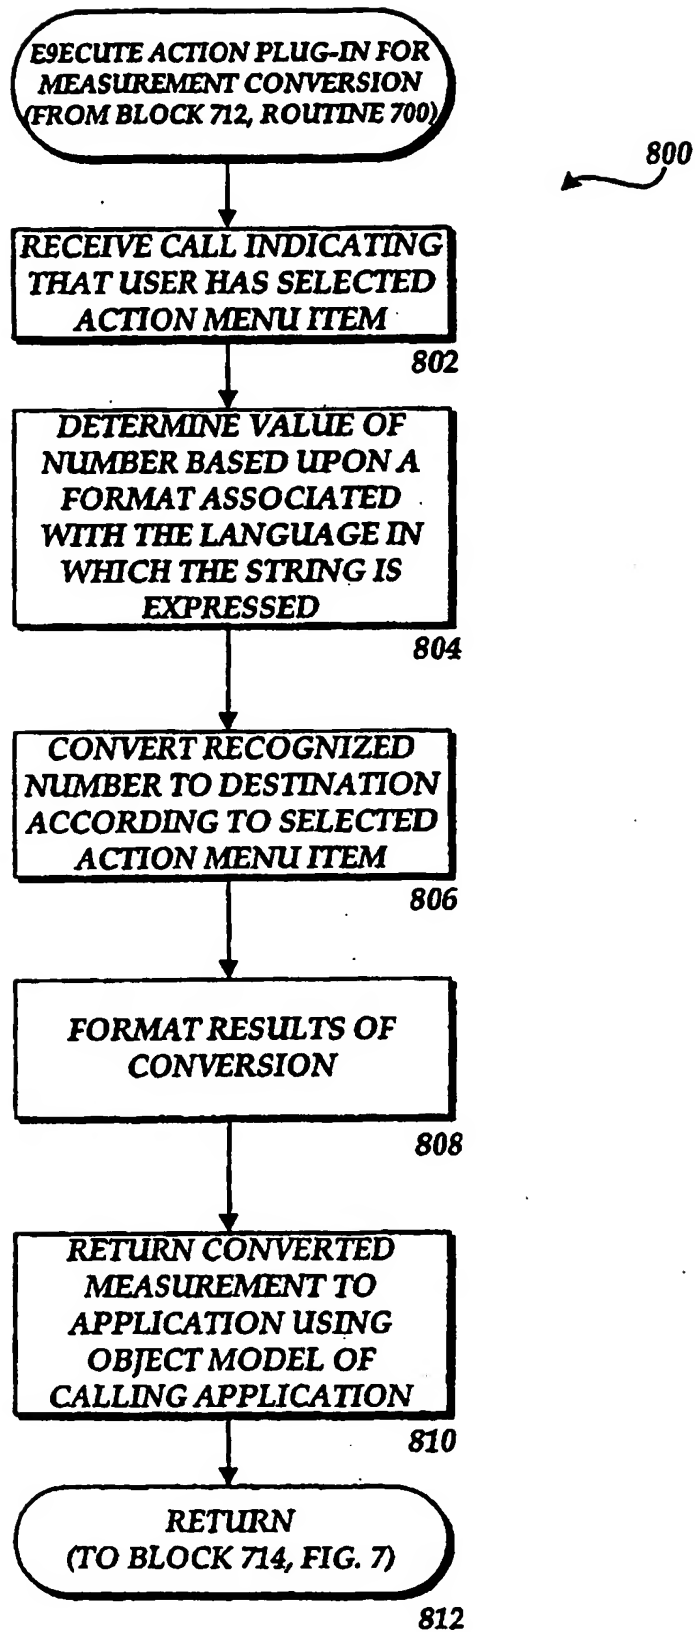 E9ECUTE ACTION PLUG-IN FOR
MEASUREMENT CONVERSION
(FROM BLOCK 712, ROUTINE 700)
800
RECEIVE CALL INDICATING
THAT USER HAS SELECTED
ACTION MENU ITEM
802
DETERMINE VALUE OF
NUMBER BASED UPON A
FORMAT ASSOCIATED
WITH THE LANGUAGE IN
WHICH THE STRING IS
EXPRESSED
804
CONVERT RECOGNIZED
NUMBER TO DESTINATION
ACCORDING TO SELECTED
ACTION MENU ITEM
806
FORMAT RESULTS OF
CONVERSION
808
RETURN CONVERTED
MEASUREMENT TO
APPLICATION USING
OBJECT MODEL OF
CALLING APPLICATION
810
RETURN
(TO BLOCK 714, FIG. 7)
812